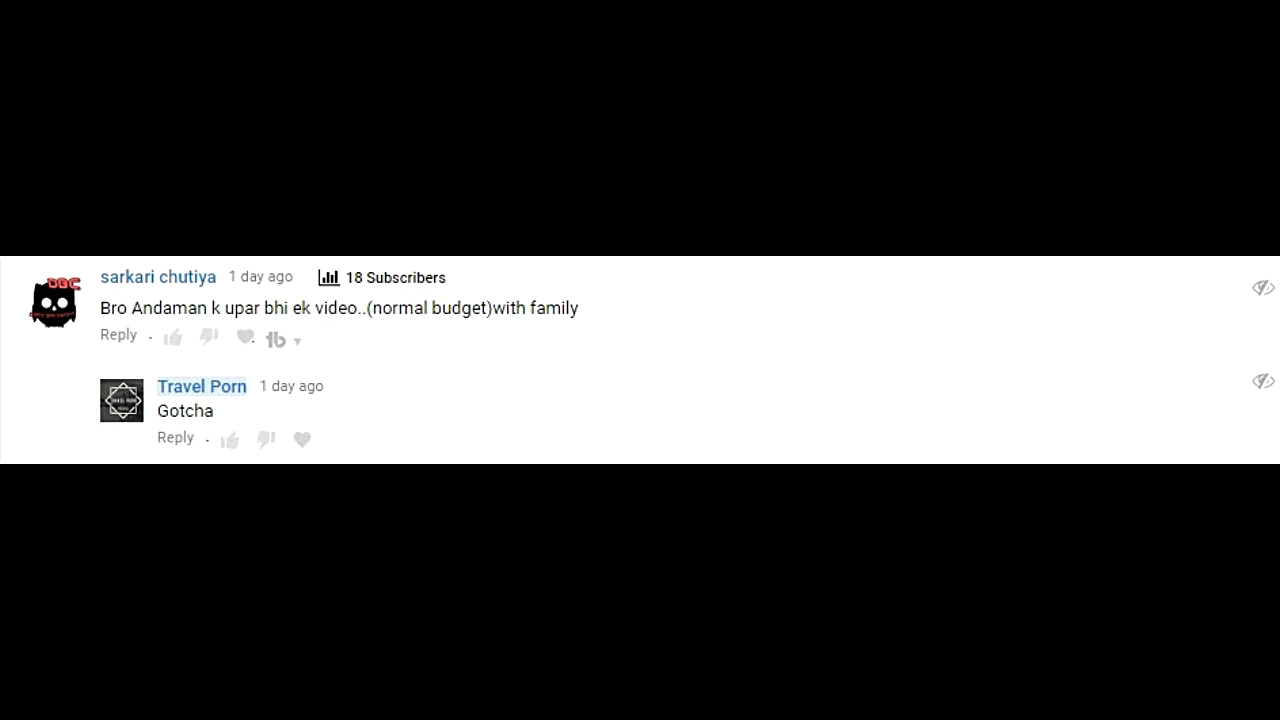 DBC
sarkari chutiya 1 day ago 18 Subscribers
Bro Andaman k upar bhi ek video..(normal budget)with family
Reply
Travel Porn 1 day ago
Gotcha
Reply